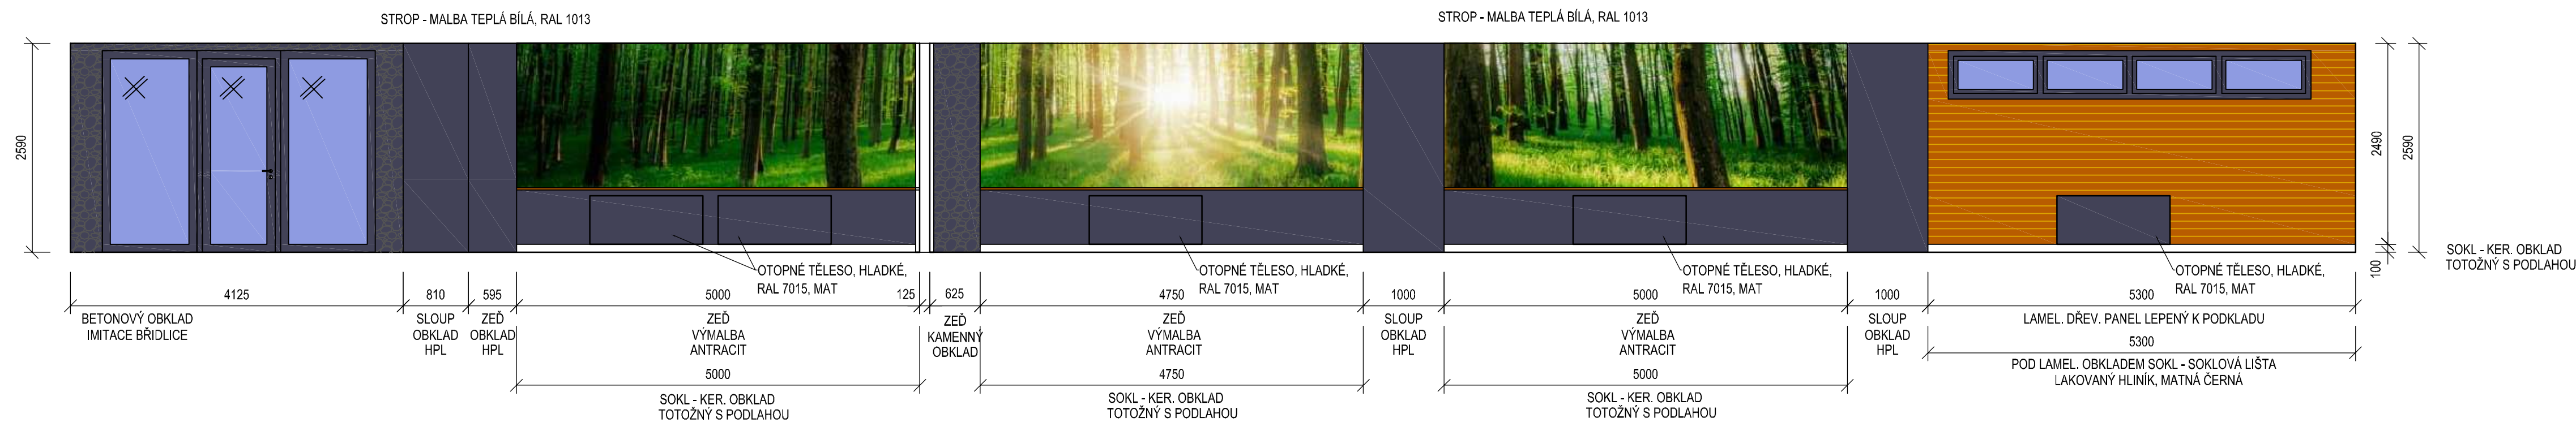 STROP - MALBA TEPLÁ BÍLÁ, RAL 1013
STROP - MALBA TEPLÁ BÍLÁ, RAL 1013
2590
2490
2590
100
SOKL - KER. OBKLAD
TOTOŽNÝ S PODLAHOU
OTOPNÉ TĚLESO, HLADKÉ,
RAL 7015, MAT
OTOPNÉ TĚLESO, HLADKÉ,
RAL 7015, MAT
OTOPNÉ TĚLESO, HLADKÉ,
RAL 7015, MAT
OTOPNÉ TĚLESO, HLADKÉ,
RAL 7015, MAT
4125
810
595
5000
125
625
4750
1000
5000
1000
5300
BETONOVÝ OBKLAD
IMITACE BŘIDLICE
SLOUP
OBKLAD
HPL
ZEĎ
OBKLAD
HPL
ZEĎ
VÝMALBA
ANTRACIT
ZEĎ
KAMENNÝ
OBKLAD
ZEĎ
VÝMALBA
ANTRACIT
SLOUP
OBKLAD
HPL
ZEĎ
VÝMALBA
ANTRACIT
SLOUP
OBKLAD
HPL
LAMEL. DŘEV. PANEL LEPENÝ K PODKLADU
5300
POD LAMEL. OBKLADEM SOKL - SOKLOVÁ LIŠTA
LAKOVANÝ HLINÍK, MATNÁ ČERNÁ
5000
SOKL - KER. OBKLAD
TOTOŽNÝ S PODLAHOU
4750
SOKL - KER. OBKLAD
TOTOŽNÝ S PODLAHOU
5000
SOKL - KER. OBKLAD
TOTOŽNÝ S PODLAHOU